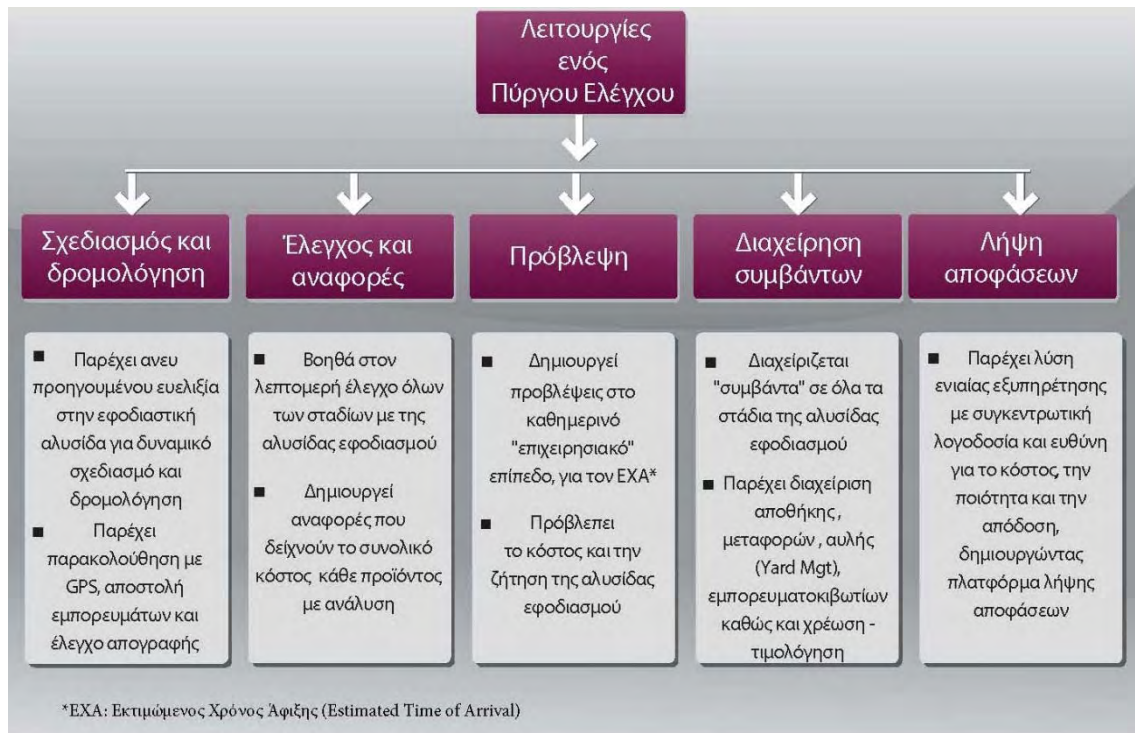 Λειτουργίες
ενός
Πύργου Ελέγχου
Σχεδιασμός και
δρομολόγηση
■ Παρέχει ανευ
προηγουμένου ευελιξία
στην εφοδιαστική
αλυσίδα για δυναμικό
σχεδιασμό και
δρομολόγηση
■ Παρέχει
παρακολούθηση με
GPS, αποστολή
εμπορευμάτων και
έλεγχο απογραφής
Έλεγχος και
αναφορές
■ Βοηθά στον
λεπτομερή έλεγχο όλων
των σταδίων με της
αλυσίδας εφοδιασμού
■ Δημιουργεί
αναφορές που
δείχνούν το συνολικό
κόστος κάθε προϊόντος
με ανάλυση
Πρόβλεψη
■ Δημιουργεί
προβλέψεις στο
καθημερινό
"επιχειρησιακό"
επίπεδο, για τον ΕΧΑ*
■ Πρόβλεπει
το κόστος και την
ζήτηση της αλυσίδας
εφοδιασμού
Διαχείρηση
συμβάντων
■ Διαχείριζεται
"συμβάντα" σε όλα τα
στάδια της αλυσίδας
εφοδιασμού
■ Παρέχει διαχείριση
αποθήκης ,
μεταφορών , αυλής
(Yard Mgt),
εμπορευματοκιβωτίων
καθώς και χρέωση -
τιμολόγηση
Λήψη
αποφάσεων
■ Παρέχει λύση
ενιαίας εξυπηρέτησης
με συγκεντρωτική
λογοδοσία και ευθύνη
για το κόστος, την
ποιότητα και την
απόδοση,
δημιουργώντας
πλατφόρμα λήψης
αποφάσεων
*ΕΧΑ: Εκτιμώμενος Χρόνος Άφιξης (Estimated Time of Arrival)